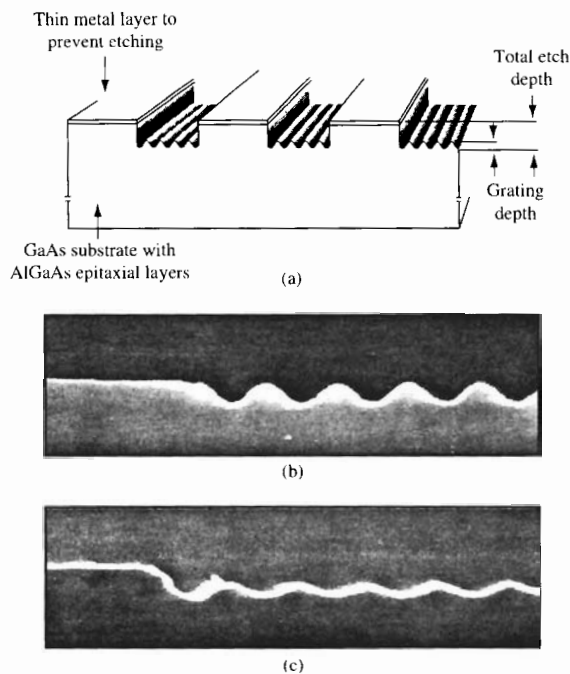 Thin metal layer to
prevent etching
Total etch
depth
Grating
depth
GaAs substrate with
AlGaAs epitaxial layers
(a)
(b)
(c)